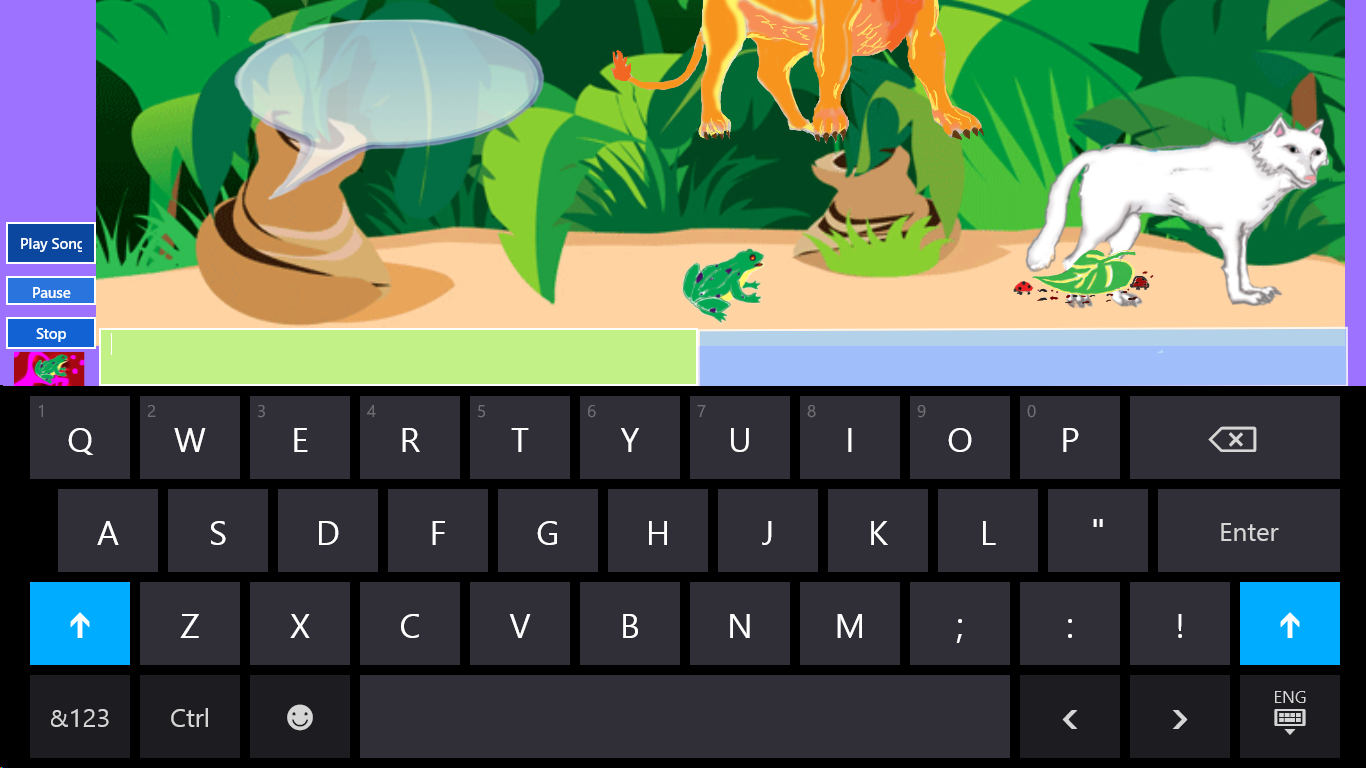 Play Song
Pause
Stop
1 2 3 4 5 6 7 8 9 0
Q W E R T Y U I O P
A S D F G H J K L " Enter
Z X C V B N M ; : !
&123 Ctrl < > ENG